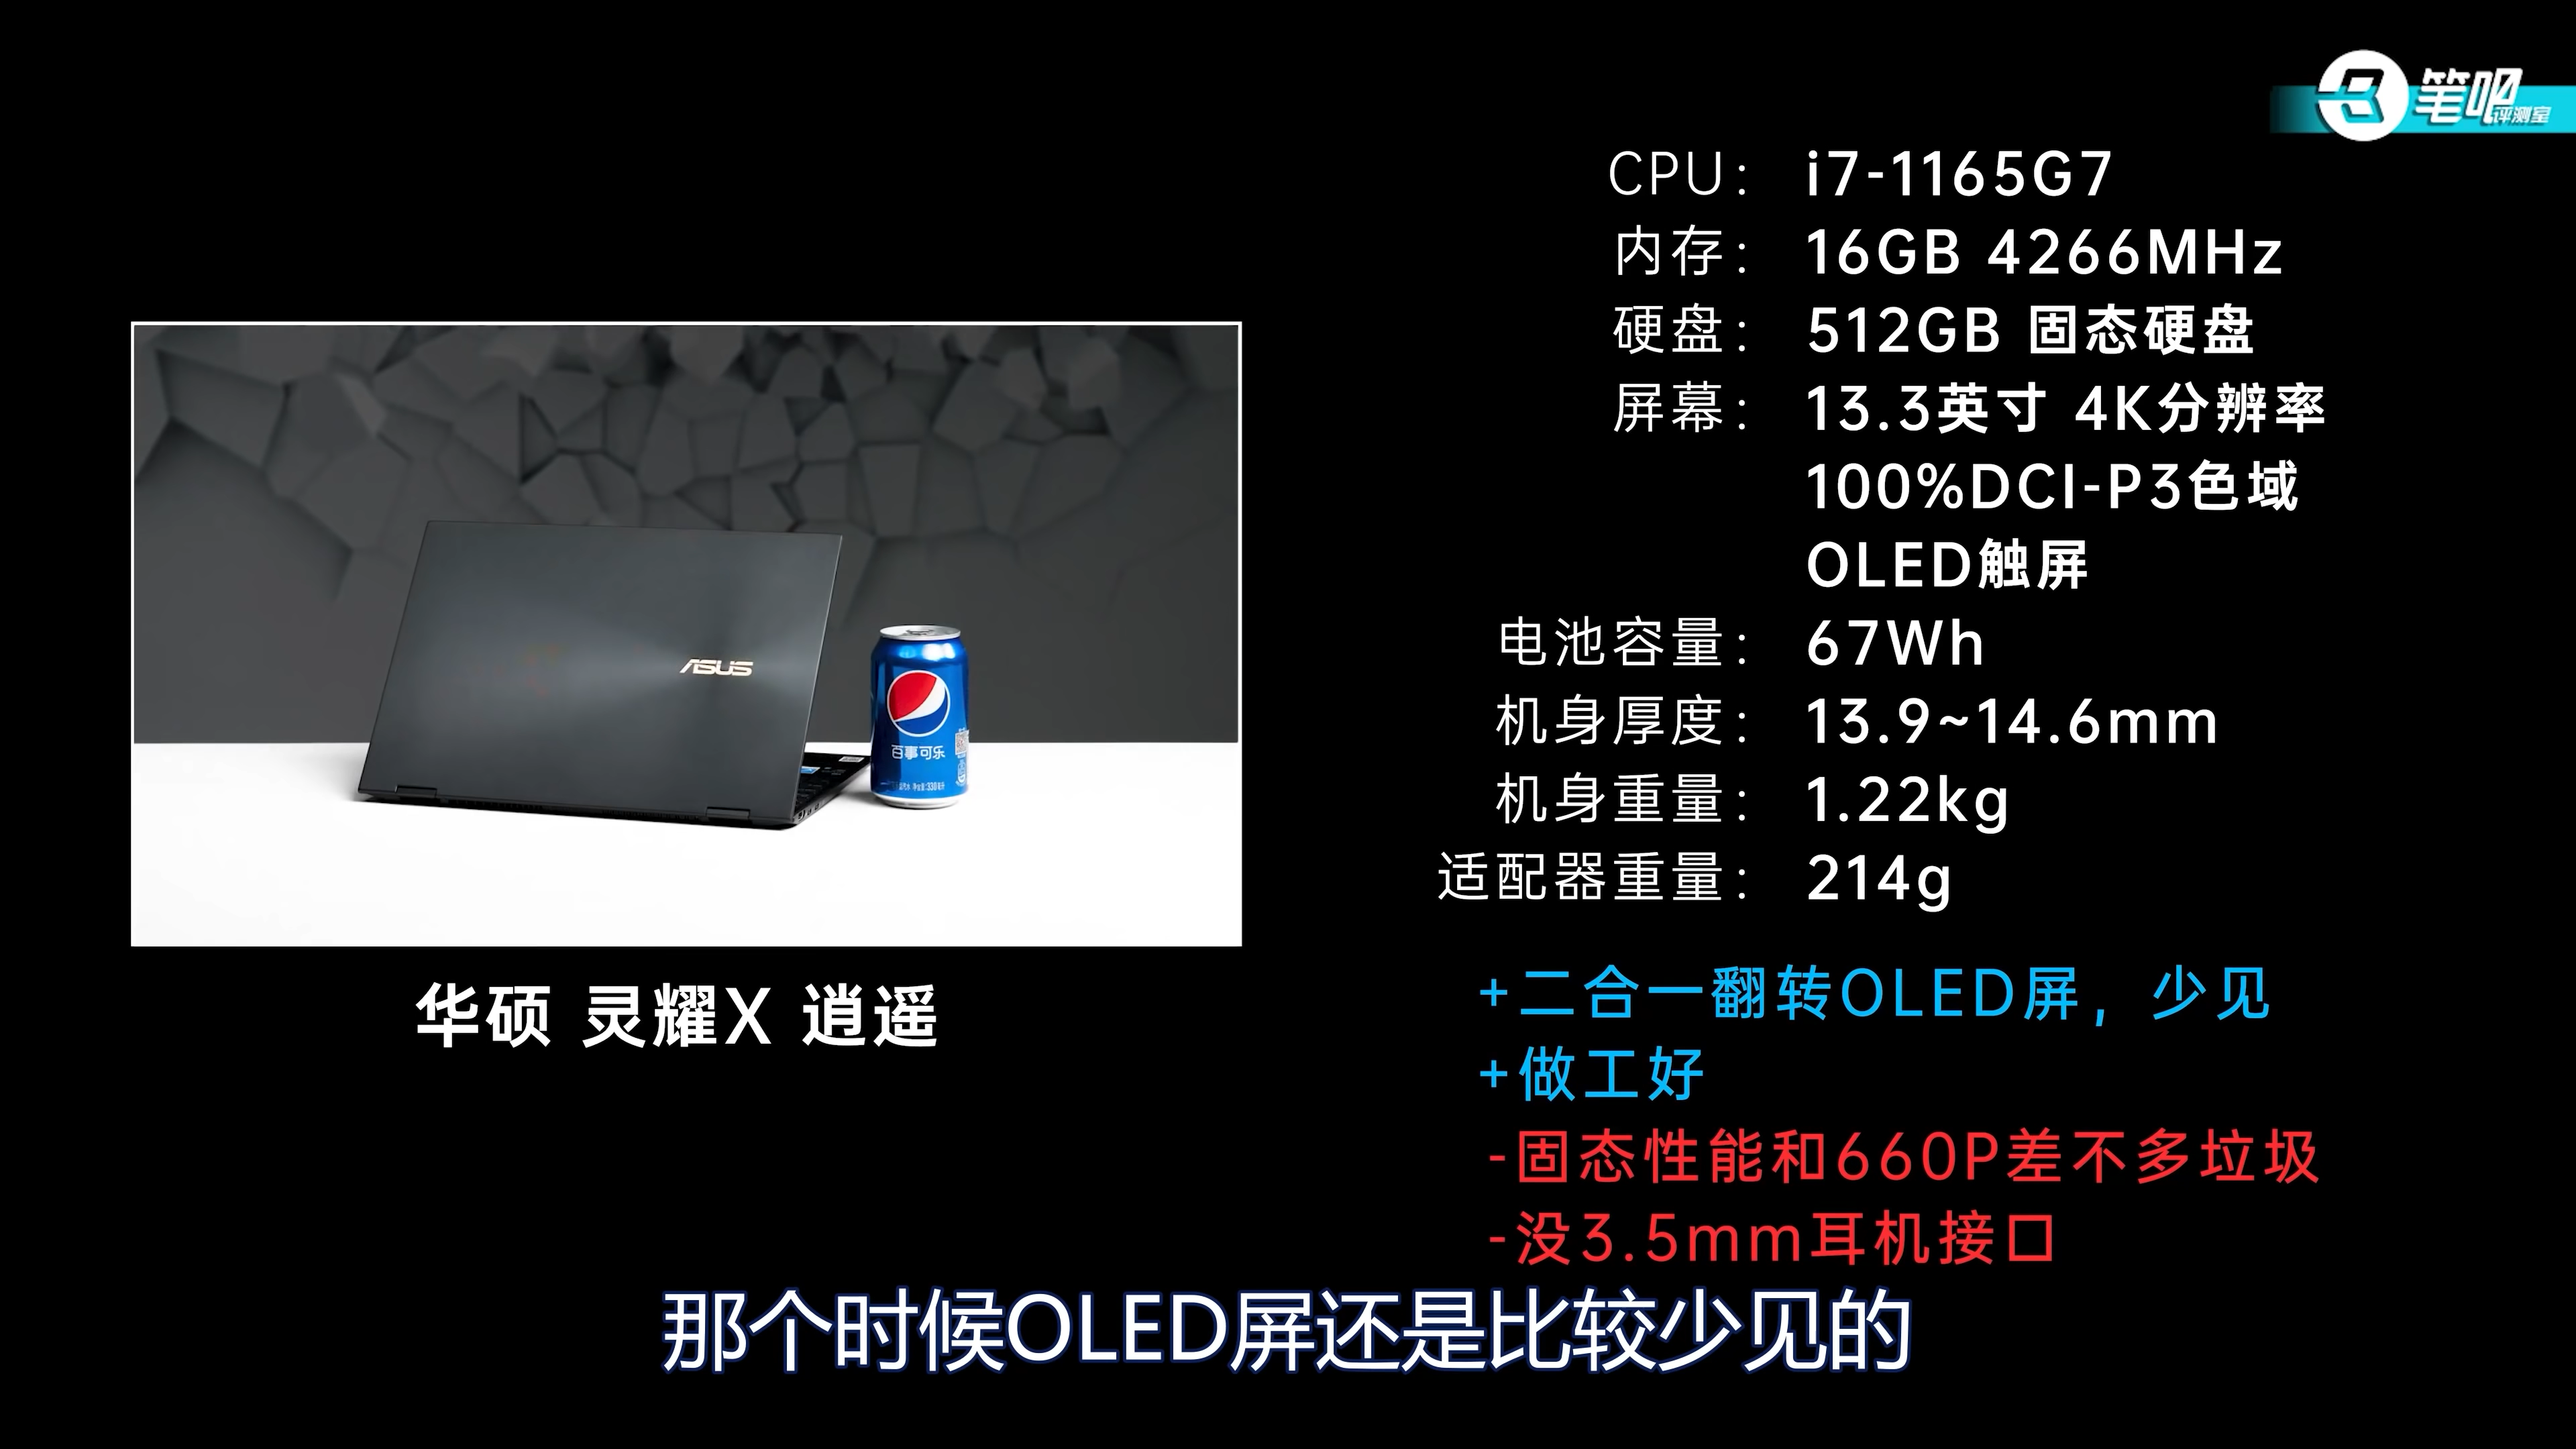 笔吧评测室
CPU： i7-1165G7
内存： 16GB 4266MHz
硬盘： 512GB 固态硬盘
屏幕： 13.3英寸 4K分辨率
100%DCI-P3色域
OLED触屏
电池容量： 67Wh
机身厚度： 13.9~14.6mm
机身重量： 1.22kg
适配器重量： 214g
ASUS
百事可乐
华硕 灵耀X 逍遥
+二合一翻转OLED屏，少见
+做工好
-固态性能和660P差不多垃圾
-没3.5mm耳机接口
那个时候OLED屏还是比较少见的